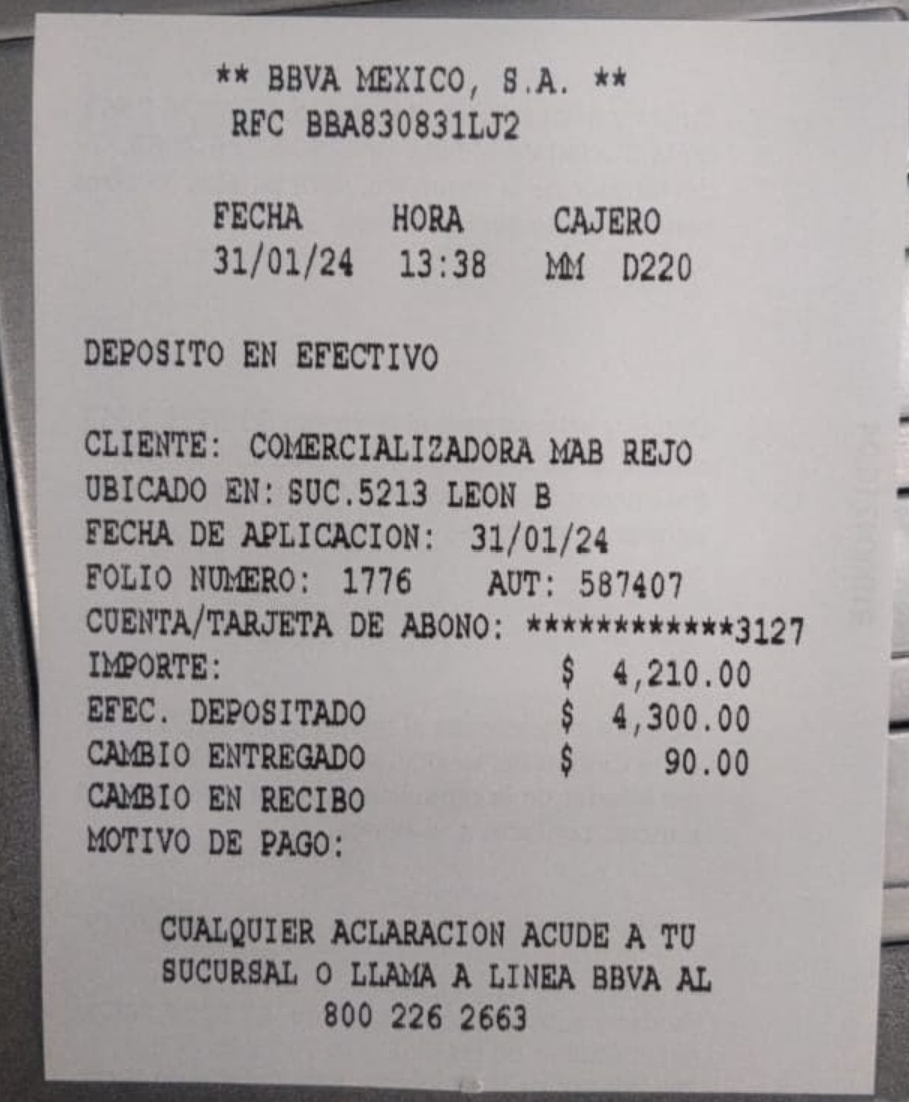 ** BBVA MEXICO, S.A. **
RFC BBA830831LJ2
FECHA HORA CAJERO
31/01/24 13:38 MM D220
DEPOSITO EN EFECTIVO
CLIENTE: COMERCIALIZADORA MAB REJO
UBICADO EN: SUC.5213 LEON B
FECHA DE APLICACION: 31/01/24
FOLIO NUMERO: 1776 AUT: 587407
CUENTA/TARJETA DE ABONO: ************3127
IMPORTE: $ 4,210.00
EFEC. DEPOSITADO $ 4,300.00
CAMBIO ENTREGADO $ 90.00
CAMBIO EN RECIBO
MOTIVO DE PAGO:
CUALQUIER ACLARACION ACUDE A TU
SUCURSAL O LLAMA A LINEA BBVA AL
800 226 2663